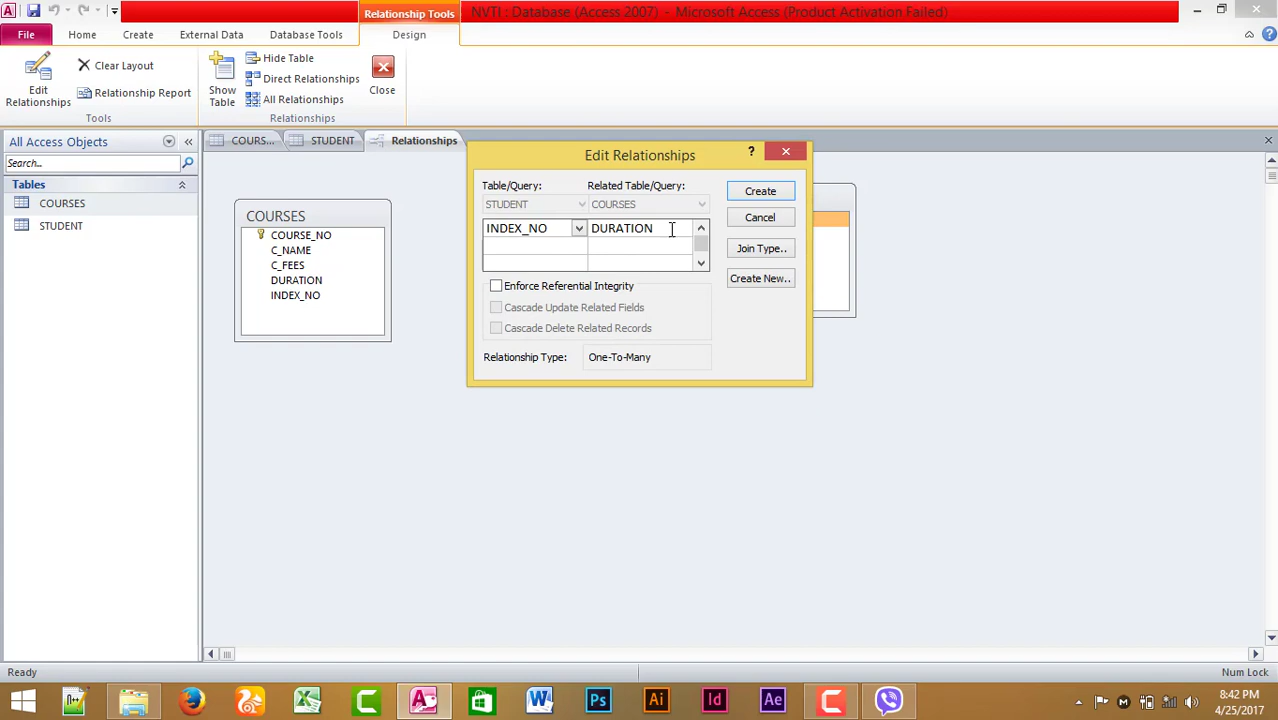 NVTI : Database (Access 2007) - Microsoft Access (Product Activation Failed)
Relationship Tools
File
Home
Create
External Data
Database Tools
Design
Edit Relationships
Clear Layout
Relationship Report
Tools
Show Table
Hide Table
Direct Relationships
All Relationships
Relationships
Close
All Access Objects
Search...
Tables
COURSES
STUDENT
COURS...
STUDENT
Relationships
COURSES
COURSE_NO
C_NAME
C_FEES
DURATION
INDEX_NO
Edit Relationships
?
Table/Query:
Related Table/Query:
STUDENT
COURSES
INDEX_NO
DURATION
Enforce Referential Integrity
Cascade Update Related Fields
Cascade Delete Related Records
Relationship Type:
One-To-Many
Create
Cancel
Join Type..
Create New..
Ready
Num Lock
W
Ps
Ai
Id
Ae
8:42 PM
4/25/2017